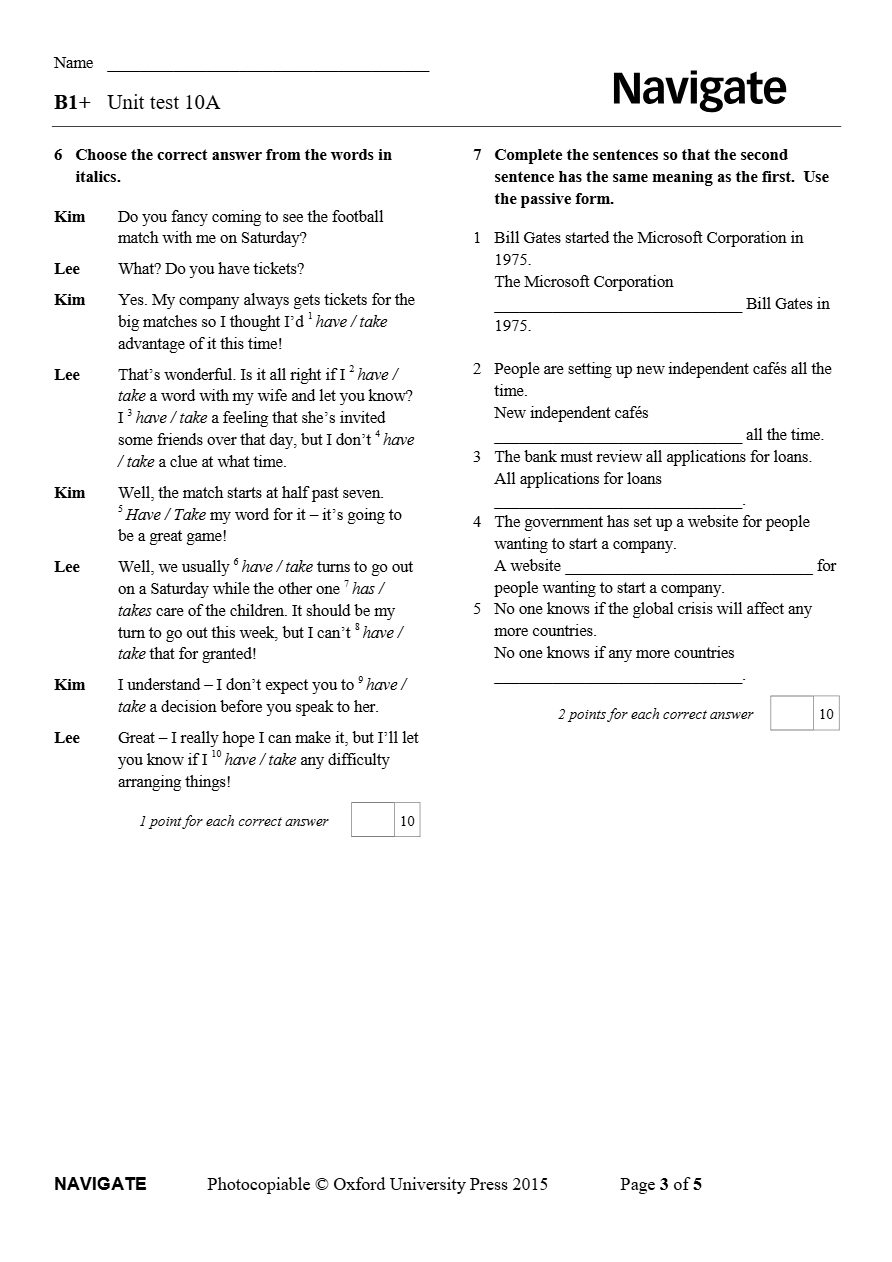 Name
Navigate
B1+ Unit test 10A
6 Choose the correct answer from the words in
italics.
Kim Do you fancy coming to see the football
match with me on Saturday?
Lee What? Do you have tickets?
Kim Yes. My company always gets tickets for the
big matches so I thought I'd 1 have / take
advantage of it this time!
Lee That's wonderful. Is it all right if I 2 have /
take a word with my wife and let you know?
I 3 have / take a feeling that she's invited
some friends over that day, but I don't 4 have
/ take a clue at what time.
Kim Well, the match starts at half past seven.
5 Have / Take my word for it – it's going to
be a great game!
Lee Well, we usually 6 have / take turns to go out
on a Saturday while the other one 7 has /
takes care of the children. It should be my
turn to go out this week, but I can't 8 have /
take that for granted!
Kim I understand – I don't expect you to 9 have /
take a decision before you speak to her.
Lee Great – I really hope I can make it, but I'll let
you know if I 10 have / take any difficulty
arranging things!
1 point for each correct answer 10
7 Complete the sentences so that the second
sentence has the same meaning as the first. Use
the passive form.
1 Bill Gates started the Microsoft Corporation in
1975.
The Microsoft Corporation
______________________________ Bill Gates in
1975.
2 People are setting up new independent cafés all the
time.
New independent cafés
______________________________ all the time.
3 The bank must review all applications for loans.
All applications for loans
______________________________.
4 The government has set up a website for people
wanting to start a company.
A website ______________________________ for
people wanting to start a company.
5 No one knows if the global crisis will affect any
more countries.
No one knows if any more countries
______________________________.
2 points for each correct answer 10
NAVIGATE Photocopiable © Oxford University Press 2015 Page 3 of 5